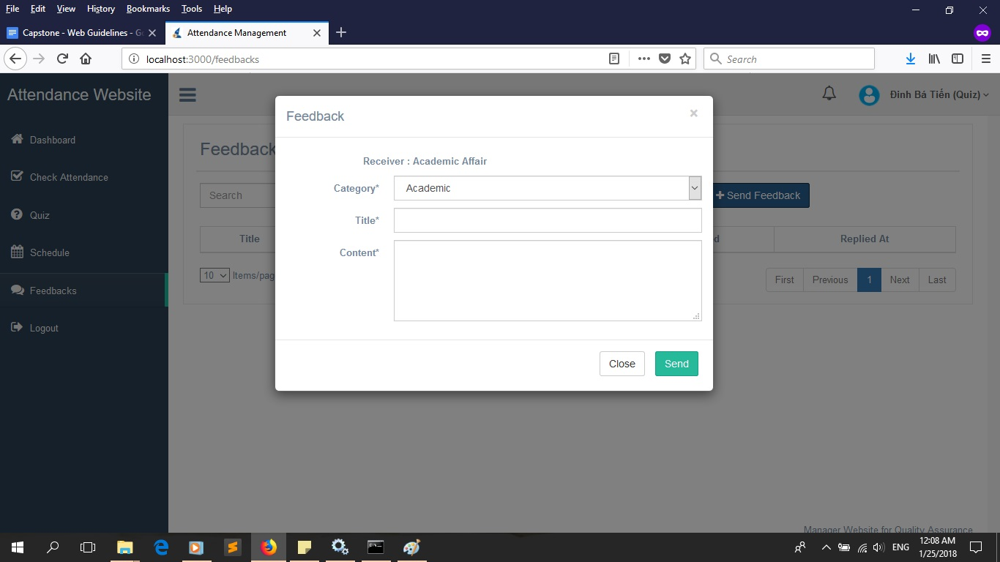 File Edit View History Bookmarks Tools Help
Capstone - Web Guidelines - G
Attendance Management
localhost:3000/feedbacks
Search
Attendance Website
Đinh Bá Tiến (Quiz)
Dashboard
Check Attendance
Quiz
Schedule
Feedbacks
Logout
Feedback
Search
Send Feedback
Title
d
Replied At
10 Items/pag
First Previous 1 Next Last
Feedback
×
Receiver : Academic Affair
Category* Academic
Title*
Content*
Close Send
Manager Website for Quality Assurance
ENG
12:08 AM
1/25/2018